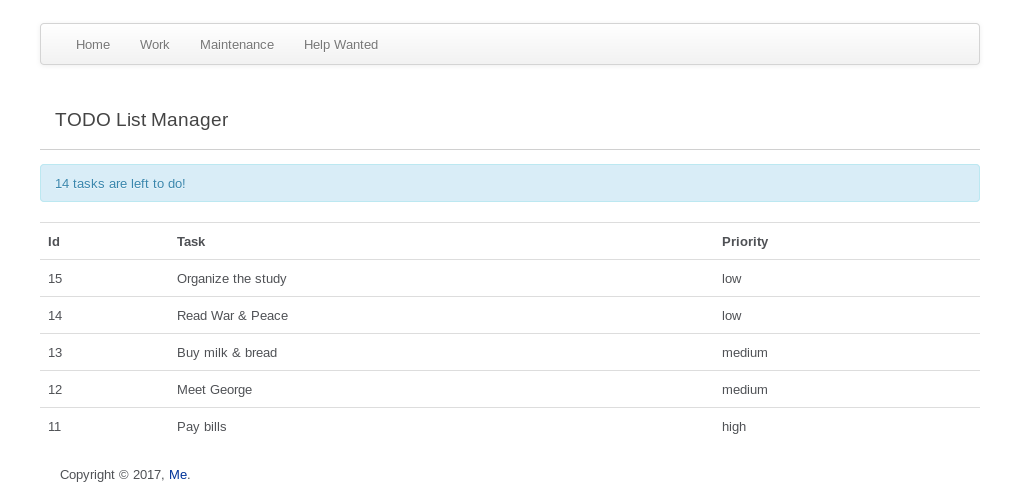 Home Work Maintenance Help Wanted
TODO List Manager
14 tasks are left to do!
Id Task Priority
15 Organize the study low
14 Read War & Peace low
13 Buy milk & bread medium
12 Meet George medium
11 Pay bills high
Copyright © 2017, Me.